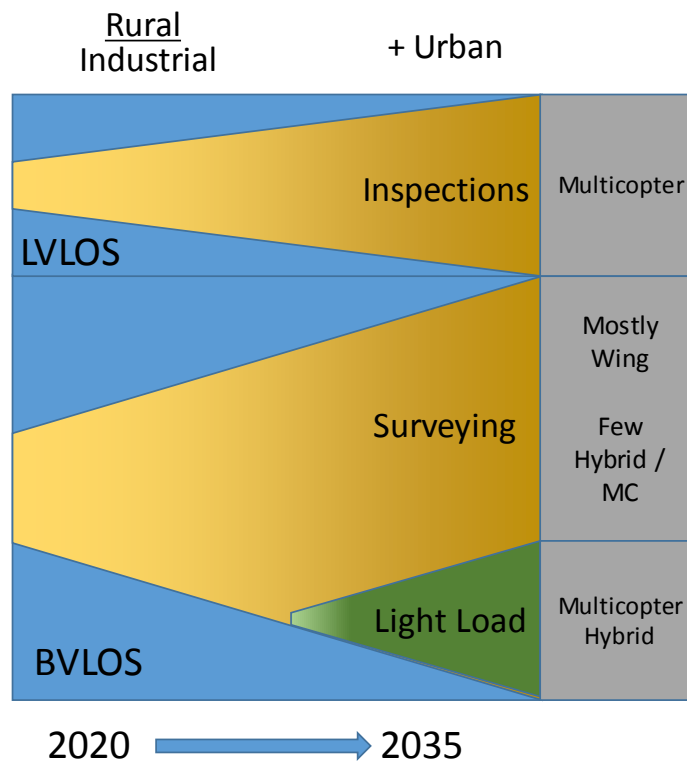 Rural
Industrial
+ Urban
Inspections
Multicopter
LVLOS
Mostly
Wing
Surveying
Few
Hybrid /
MC
Light Load
Multicopter
Hybrid
BVLOS
2020
2035